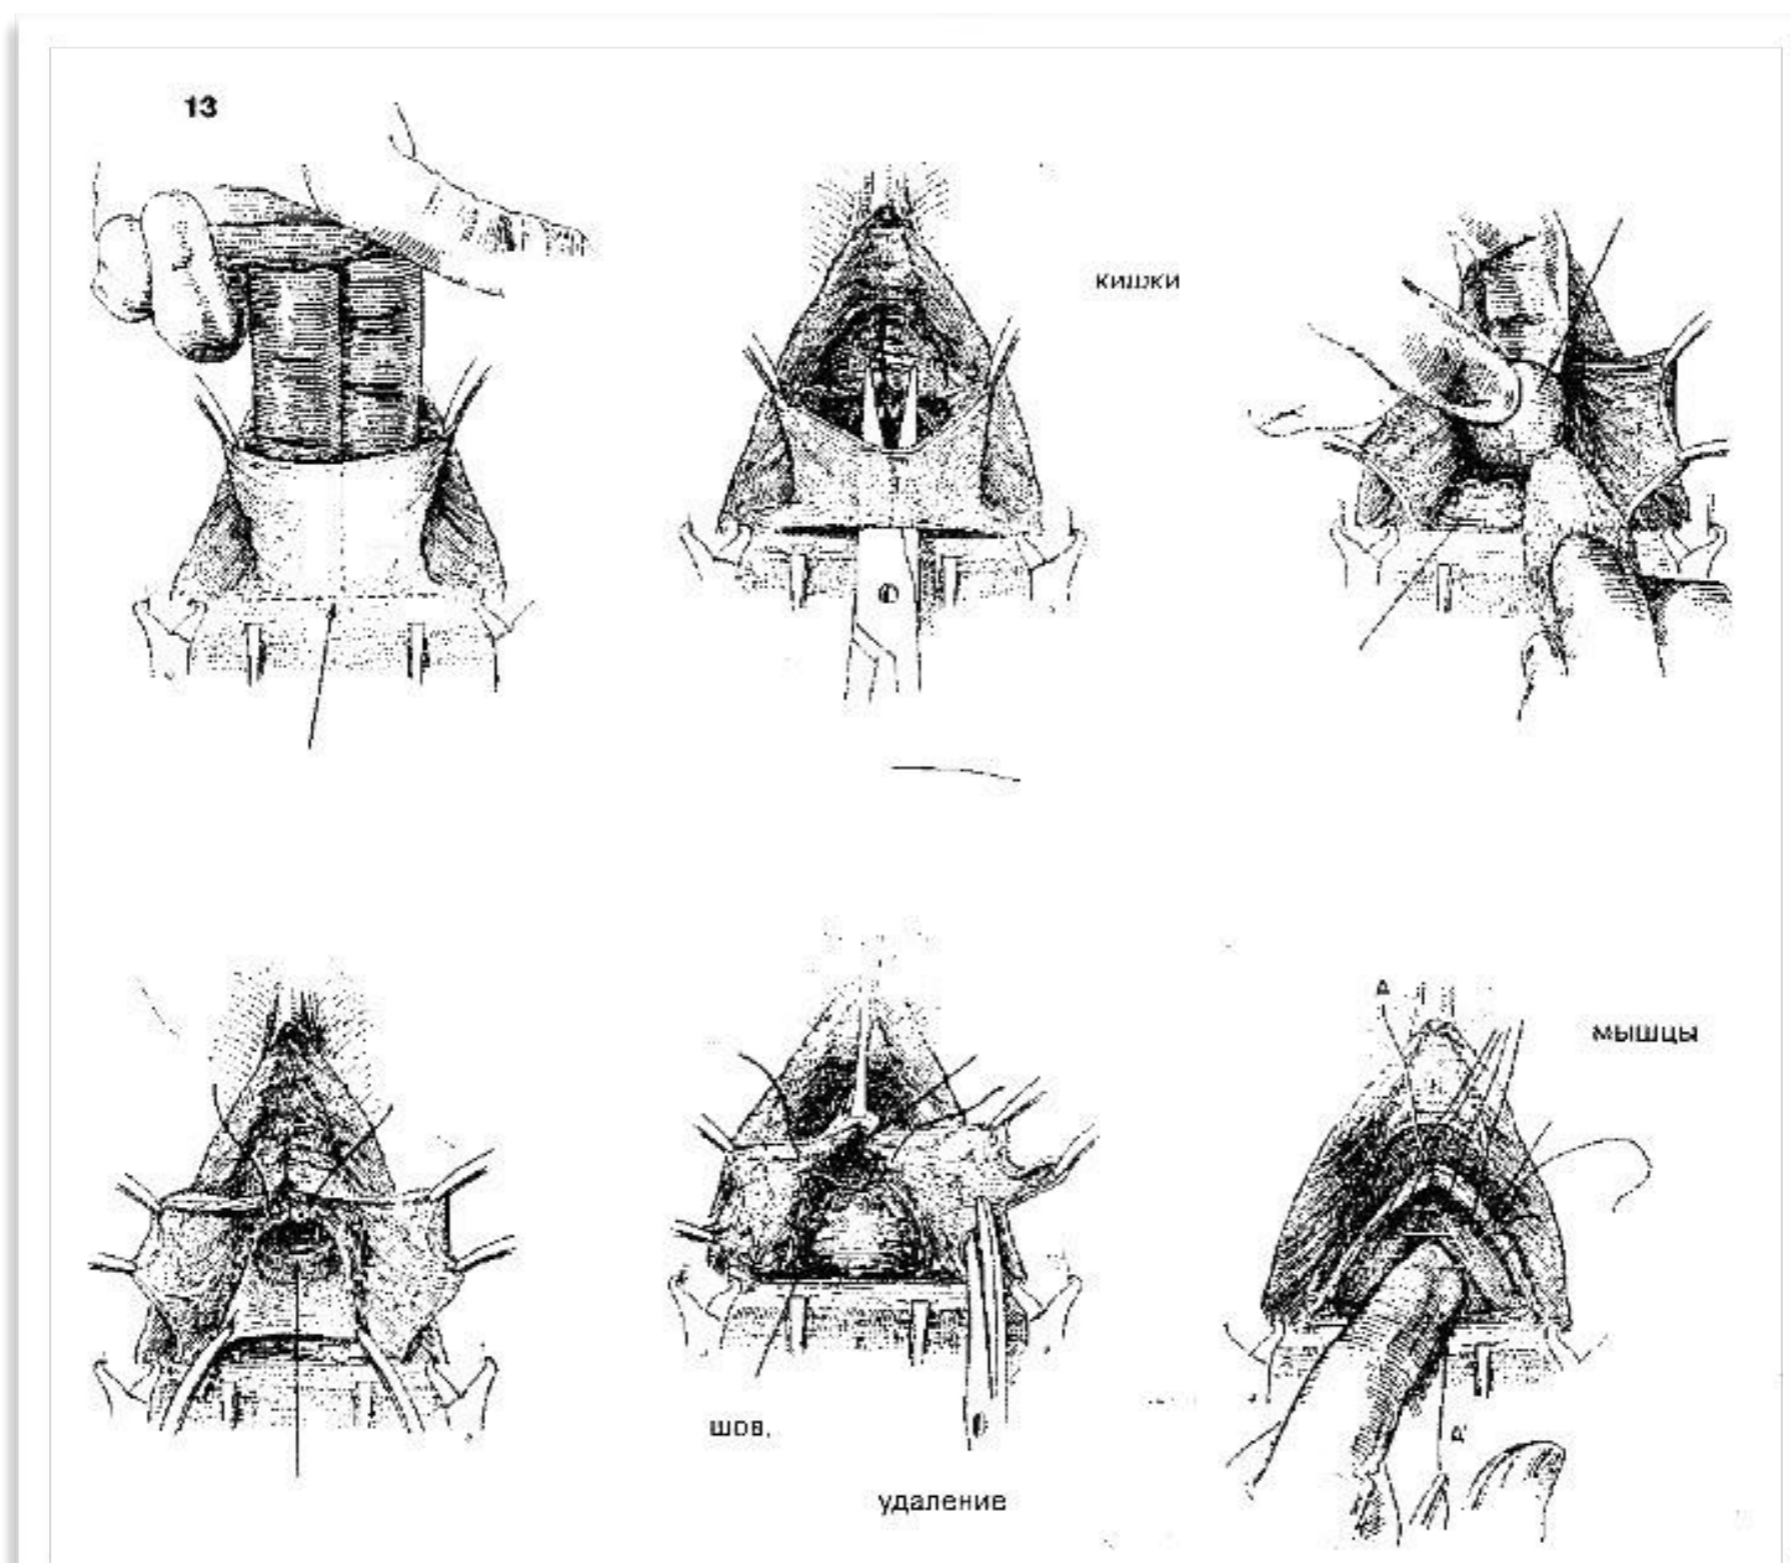 13
кишки
А
мышцы
шов.
А'
удаление